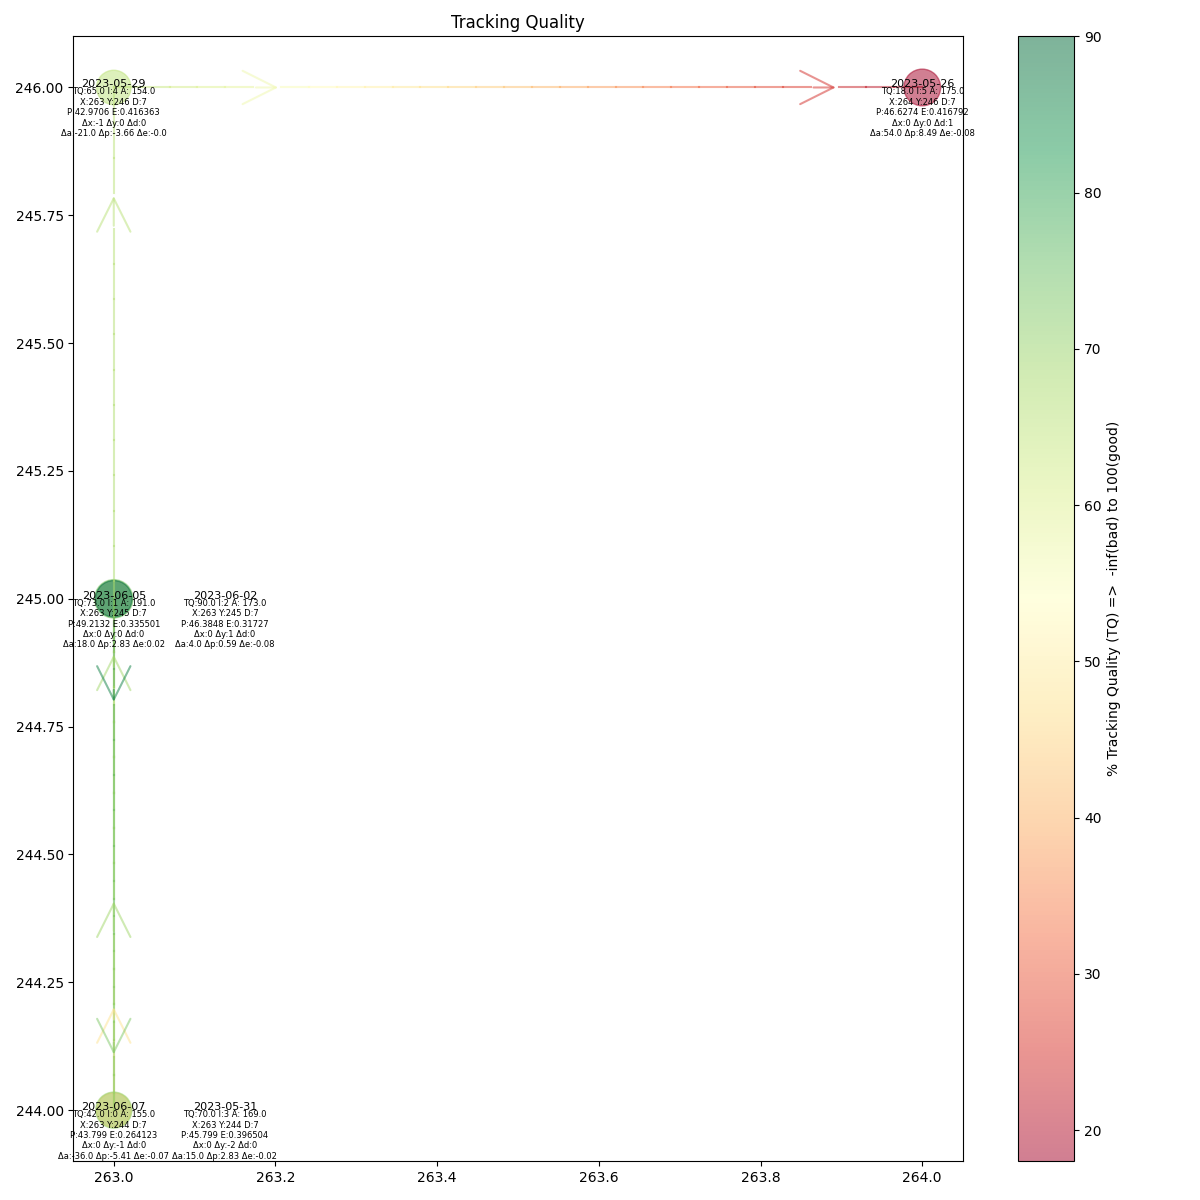 Tracking Quality
246.00
245.75
245.50
245.25
245.00
244.75
244.50
244.25
244.00
2023-05-29
TQ:65.0 I:4 A: 154.0
X:263 Y:246 D:7
P:42.9706 E:0.416363
Δx:-1 Δy:0 Δd:0
Δa:-21.0 Δp:-3.66 Δe:-0.0
2023-05-26
TQ:18.0 I:5 A: 175.0
X:264 Y:246 D:7
P:46.6274 E:0.416792
Δx:0 Δy:0 Δd:1
Δa:54.0 Δp:8.49 Δe:-0.08
2023-06-05
TQ:73.0 I:1 A: 191.0
X:263 Y:245 D:7
P:49.2132 E:0.335501
Δx:0 Δy:0 Δd:0
Δa:18.0 Δp:2.83 Δe:0.02
2023-06-02
TQ:90.0 I:2 A: 173.0
X:263 Y:245 D:7
P:46.3848 E:0.31727
Δx:0 Δy:1 Δd:0
Δa:4.0 Δp:0.59 Δe:-0.08
2023-06-07
TQ:42.0 I:0 A: 155.0
X:263 Y:244 D:7
P:43.799 E:0.264123
Δx:0 Δy:-1 Δd:0
Δa:-36.0 Δp:-5.41 Δe:-0.07
2023-05-31
TQ:70.0 I:3 A: 169.0
X:263 Y:244 D:7
P:45.799 E:0.396504
Δx:0 Δy:-2 Δd:0
Δa:15.0 Δp:2.83 Δe:-0.02
263.0 263.2 263.4 263.6 263.8 264.0
90
80
70
60
50
40
30
20
% Tracking Quality (TQ) => -inf(bad) to 100(good)